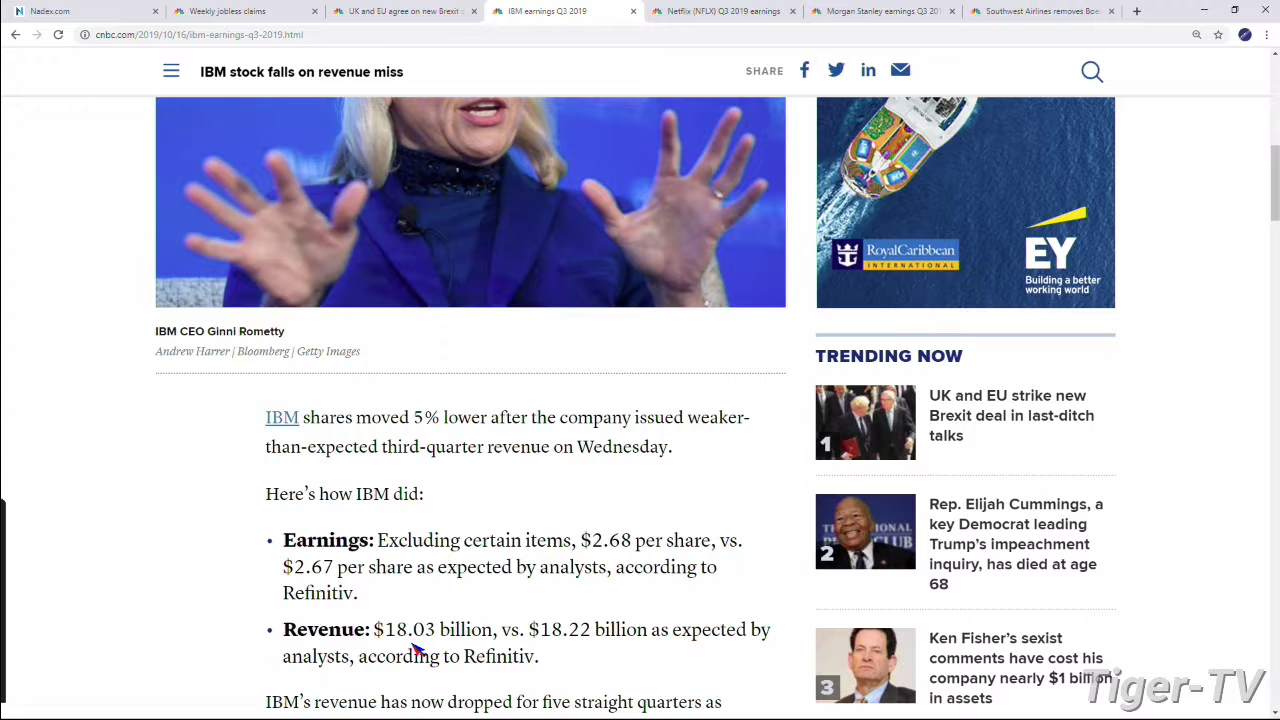 Nadex.com
Weekly jobless claims
UK and EU agree on new Brexit
IBM earnings Q3 2019
Netflix (NFLX) Q3 2019 earnings
Morgan Stanley earnings Q3 201
Southwest Airlines removes Boe
cnbc.com/2019/10/16/ibm-earnings-q3-2019.html
IBM stock falls on revenue miss
SHARE
RoyalCaribbean
INTERNATIONAL
EY
Building a better
working world
IBM CEO Ginni Rometty
Andrew Harrer | Bloomberg | Getty Images
IBM shares moved 5% lower after the company issued weaker-
than-expected third-quarter revenue on Wednesday.
Here's how IBM did:
• Earnings: Excluding certain items, $2.68 per share, vs.
$2.67 per share as expected by analysts, according to
Refinitiv.
• Revenue: $18.03 billion, vs. $18.22 billion as expected by
analysts, according to Refinitiv.
IBM's revenue has now dropped for five straight quarters as
TRENDING NOW
1
UK and EU strike new
Brexit deal in last-ditch
talks
2
Rep. Elijah Cummings, a
key Democrat leading
Trump's impeachment
inquiry, has died at age
68
3
Ken Fisher's sexist
comments have cost his
company nearly $1 billion
in assets
Tiger-TV